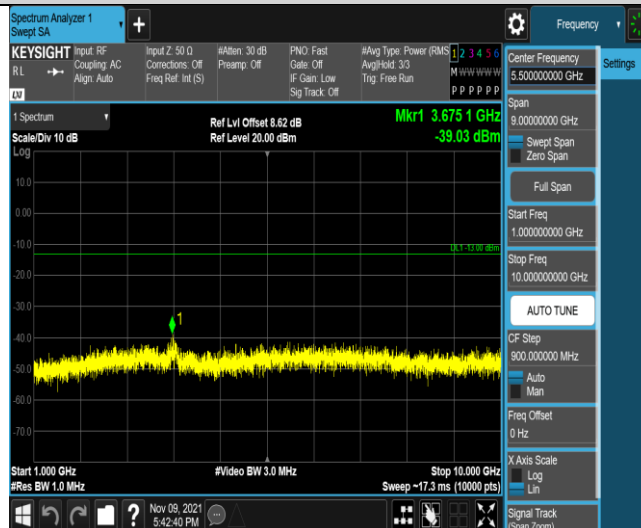 Spectrum Analyzer 1
Swept SA
Frequency
KEYSIGHT
RL
LXI
Input: RF
Coupling: AC
Align: Auto
Input Z: 50 Ω
Corrections: Off
Freq Ref: Int (S)
#Atten: 30 dB
Preamp: Off
PNO: Fast
Gate: Off
IF Gain: Low
Sig Track: Off
#Avg Type: Power (RMS
Avg|Hold: 3/3
Trig: Free Run
1 2 3 4 5 6
M W W W W W
P P P P P P
1 Spectrum
Scale/Div 10 dB
Log
Ref Lvl Offset 8.62 dB
Ref Level 20.00 dBm
Mkr1 3.675 1 GHz
-39.03 dBm
10.0
0.00
-10.0
-20.0
-30.0
-40.0
-50.0
-60.0
-70.0
DL1 -13.00 dBm
1
Start 1.000 GHz
#Res BW 1.0 MHz
#Video BW 3.0 MHz
Stop 10.000 GHz
Sweep ~17.3 ms (10000 pts)
Nov 09, 2021
5:42:40 PM
Center Frequency
5.500000000 GHz
Span
9.00000000 GHz
Swept Span
Zero Span
Full Span
Start Freq
1.000000000 GHz
Stop Freq
10.000000000 GHz
AUTO TUNE
CF Step
900.000000 MHz
Auto
Man
Freq Offset
0 Hz
X Axis Scale
Log
Lin
Signal Track
(Span Zoom)
Settings